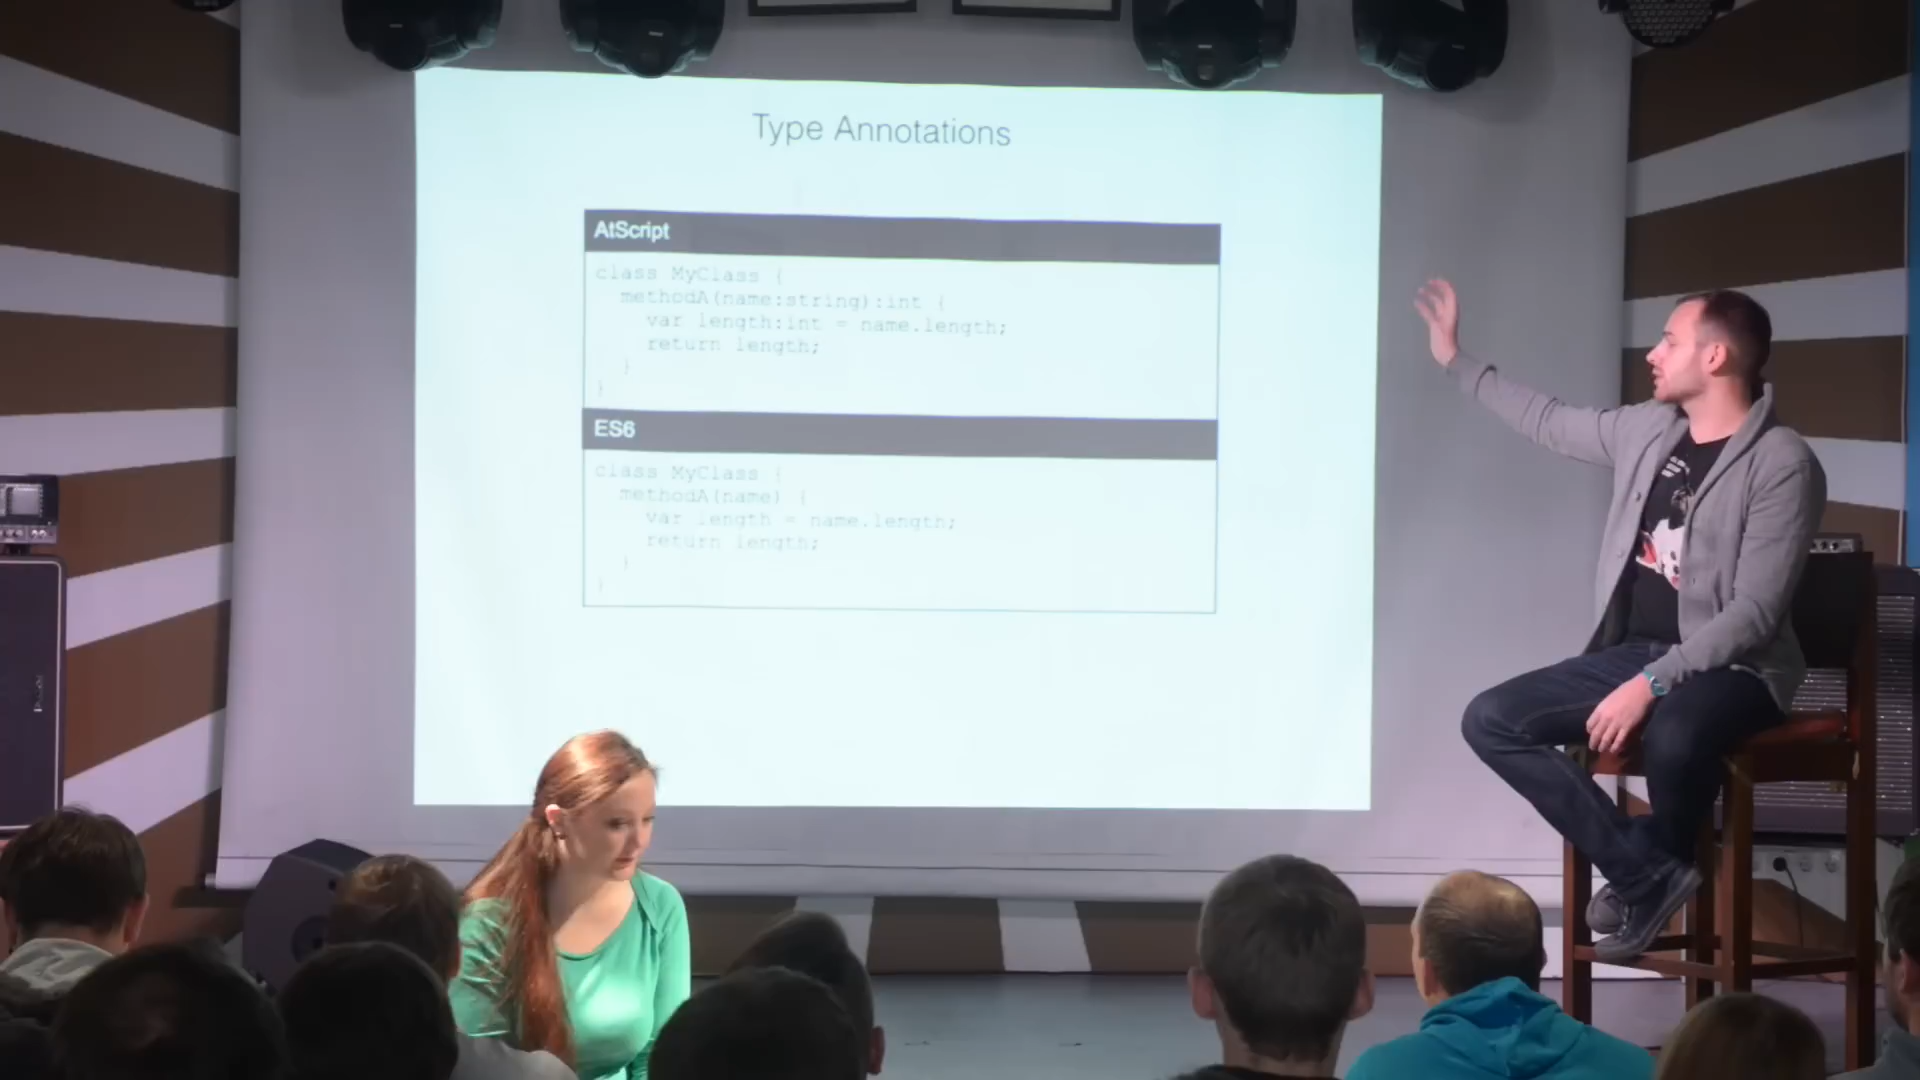 Type Annotations
AtScript
class MyClass {
  methodA(name:string):int {
    var length:int = name.length;
    return length;
  }
}
ES6
class MyClass {
  methodA(name) {
    var length = name.length;
    return length;
  }
}